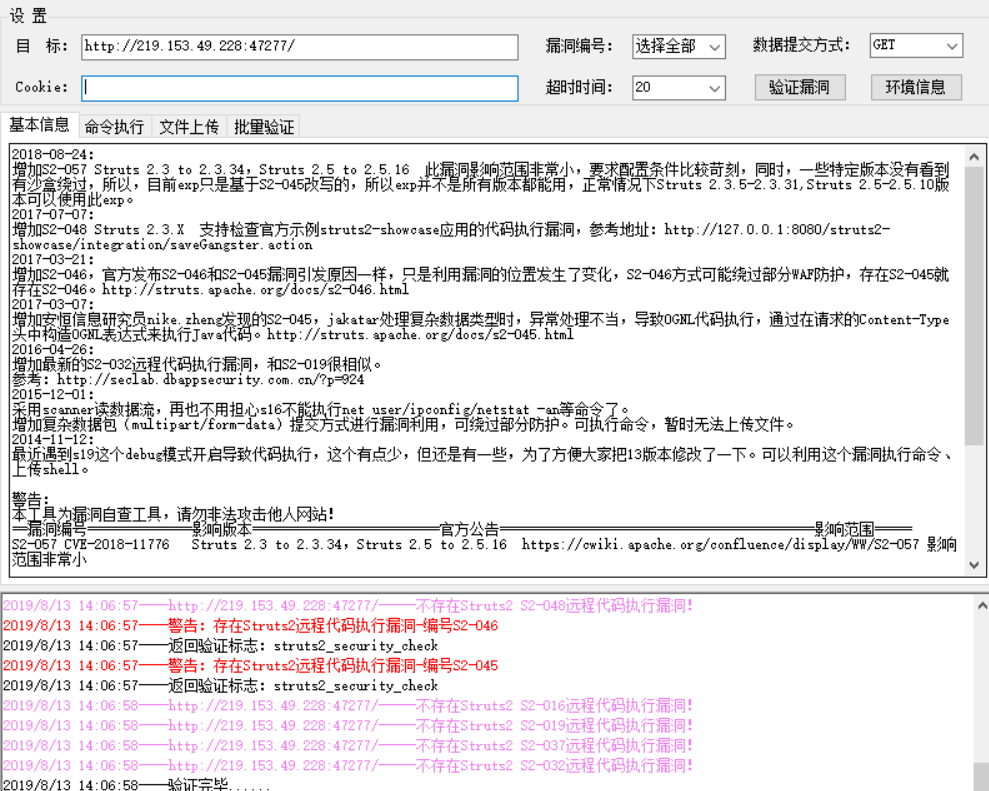 设 置
目 标: http://219.153.49.228:47277/ 漏洞编号: 选择全部 数据提交方式: GET
Cookie: 超时时间: 20 验证漏洞 环境信息
基本信息 命令执行 文件上传 批量验证
2018-08-24:
增加S2-057 Struts 2.3 to 2.3.34, Struts 2.5 to 2.5.16 此漏洞影响范围非常小，要求配置条件比较苛刻，同时，一些特定版本没有看到
有沙盒绕过，所以，目前exp只是基于S2-045改写的，所以exp并不是所有版本都能用，正常情况下Struts 2.3.5-2.3.31,Struts 2.5-2.5.10版
本可以使用此exp。
2017-07-07:
增加S2-048 Struts 2.3.X 支持检查官方示例struts2-showcase应用的代码执行漏洞，参考地址：http://127.0.0.1:8080/struts2-
showcase/integration/saveGangster.action
2017-03-21:
增加S2-046，官方发布S2-046和S2-045漏洞引发原因一样，只是利用漏洞的位置发生了变化，S2-046方式可能绕过部分WAF防护，存在S2-045就
存在S2-046。http://struts.apache.org/docs/s2-046.html
2017-03-07:
增加安恒信息研究员nike.zheng发现的S2-045，jakatar处理复杂数据类型时，异常处理不当，导致OGNL代码执行，通过在请求的Content-Type
头中构造OGNL表达式来执行Java代码。http://struts.apache.org/docs/s2-045.html
2016-04-26:
增加最新的S2-032远程代码执行漏洞，和S2-019很相似。
参考：http://seclab.dbappsecurity.com.cn/?p=924
2015-12-01:
采用scanner读数据流，再也不用担心s16不能执行net user/ipconfig/netstat -an等命令了。
增加复杂数据包（multipart/form-data）提交方式进行漏洞利用，可绕过部分防护。可执行命令，暂时无法上传文件。
2014-11-12:
最近遇到s19这个debug模式开启导致代码执行，这个有点少，但还是有一些，为了方便大家把13版本修改了一下。可以利用这个漏洞执行命令、
上传shell。
警告：
本工具为漏洞自查工具，请勿非法攻击他人网站！
═漏洞编号═════════影响版本════════════════官方公告═══════════════════════════影响范围═══
S2-057 CVE-2018-11776 Struts 2.3 to 2.3.34, Struts 2.5 to 2.5.16 https://cwiki.apache.org/confluence/display/WW/S2-057 影响
范围非常小
2019/8/13 14:06:57——http://219.153.49.228:47277/———不存在Struts2 S2-048远程代码执行漏洞!
2019/8/13 14:06:57——警告：存在Struts2远程代码执行漏洞-编号S2-046
2019/8/13 14:06:57——返回验证标志：struts2_security_check
2019/8/13 14:06:57——警告：存在Struts2远程代码执行漏洞-编号S2-045
2019/8/13 14:06:57——返回验证标志：struts2_security_check
2019/8/13 14:06:58——http://219.153.49.228:47277/———不存在Struts2 S2-016远程代码执行漏洞!
2019/8/13 14:06:58——http://219.153.49.228:47277/———不存在Struts2 S2-019远程代码执行漏洞!
2019/8/13 14:06:58——http://219.153.49.228:47277/———不存在Struts2 S2-037远程代码执行漏洞!
2019/8/13 14:06:58——http://219.153.49.228:47277/———不存在Struts2 S2-032远程代码执行漏洞!
2019/8/13 14:06:58——验证完毕......